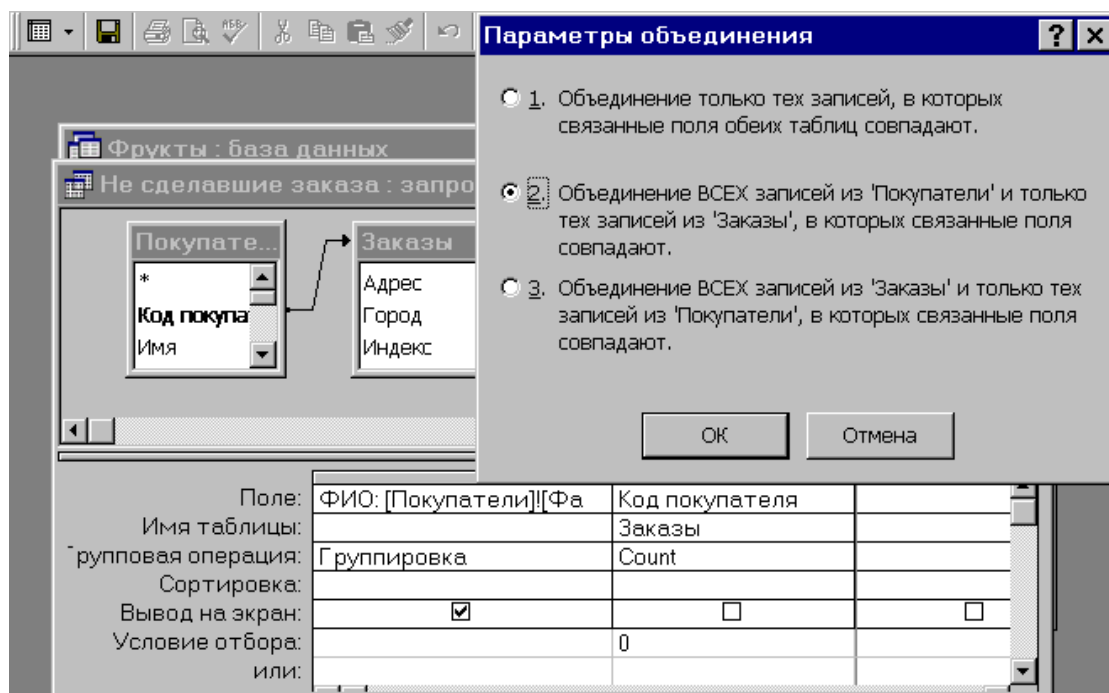 Параметры объединения
1. Объединение только тех записей, в которых
связанные поля обеих таблиц совпадают.
2. Объединение ВСЕХ записей из 'Покупатели' и только
тех записей из 'Заказы', в которых связанные поля
совпадают.
3. Объединение ВСЕХ записей из 'Заказы' и только тех
записей из 'Покупатели', в которых связанные поля
совпадают.
ОК
Отмена
Фрукты : база данных
Не сделавшие заказа : запро
Покупате...
*
Код покупа
Имя
Заказы
Адрес
Город
Индекс
Поле: ФИО: [Покупатели]![Фа Код покупателя
Имя таблицы: Заказы
рупповая операция: Группировка Count
Сортировка:
Вывод на экран:
Условие отбора: 0
или: